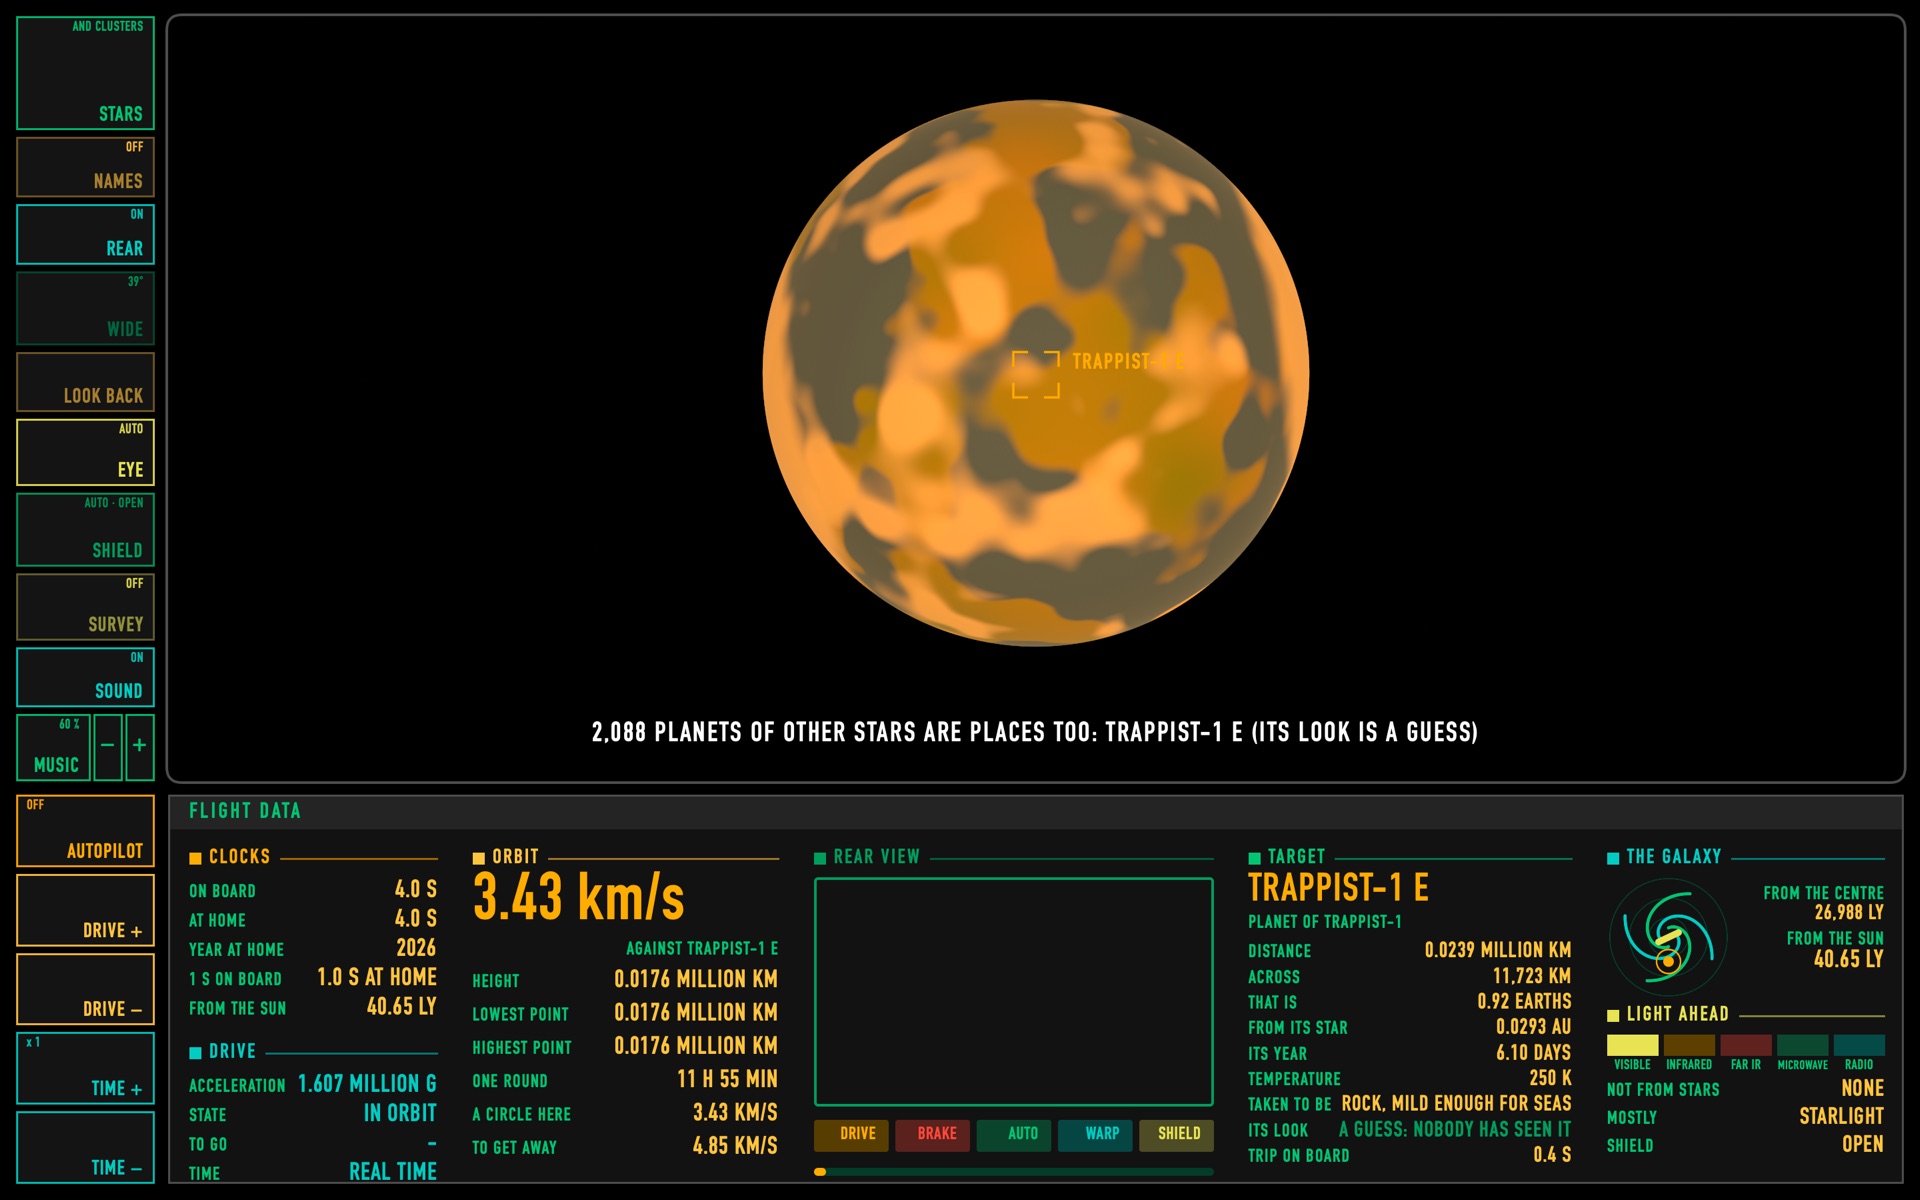 AND CLUSTERS
STARS
OFF
NAMES
ON
REAR
39°
WIDE
LOOK BACK
AUTO
EYE
AUTO · OPEN
SHIELD
OFF
SURVEY
ON
SOUND
60 %
MUSIC
–
+
OFF
AUTOPILOT
DRIVE +
DRIVE –
x 1
TIME +
TIME –
TRAPPIST-1 E
2,088 PLANETS OF OTHER STARS ARE PLACES TOO: TRAPPIST-1 E (ITS LOOK IS A GUESS)
FLIGHT DATA
CLOCKS
ON BOARD 4.0 S
AT HOME 4.0 S
YEAR AT HOME 2026
1 S ON BOARD 1.0 S AT HOME
FROM THE SUN 40.65 LY
DRIVE
ACCELERATION 1.607 MILLION G
STATE IN ORBIT
TO GO –
TIME REAL TIME
ORBIT
3.43 km/s
AGAINST TRAPPIST-1 E
HEIGHT 0.0176 MILLION KM
LOWEST POINT 0.0176 MILLION KM
HIGHEST POINT 0.0176 MILLION KM
ONE ROUND 11 H 55 MIN
A CIRCLE HERE 3.43 KM/S
TO GET AWAY 4.85 KM/S
REAR VIEW
DRIVE BRAKE AUTO WARP SHIELD
TARGET
TRAPPIST-1 E
PLANET OF TRAPPIST-1
DISTANCE 0.0239 MILLION KM
ACROSS 11,723 KM
THAT IS 0.92 EARTHS
FROM ITS STAR 0.0293 AU
ITS YEAR 6.10 DAYS
TEMPERATURE 250 K
TAKEN TO BE ROCK, MILD ENOUGH FOR SEAS
ITS LOOK A GUESS: NOBODY HAS SEEN IT
TRIP ON BOARD 0.4 S
THE GALAXY
FROM THE CENTRE
26,988 LY
FROM THE SUN
40.65 LY
LIGHT AHEAD
VISIBLE INFRARED FAR IR MICROWAVE RADIO
NOT FROM STARS NONE
MOSTLY STARLIGHT
SHIELD OPEN